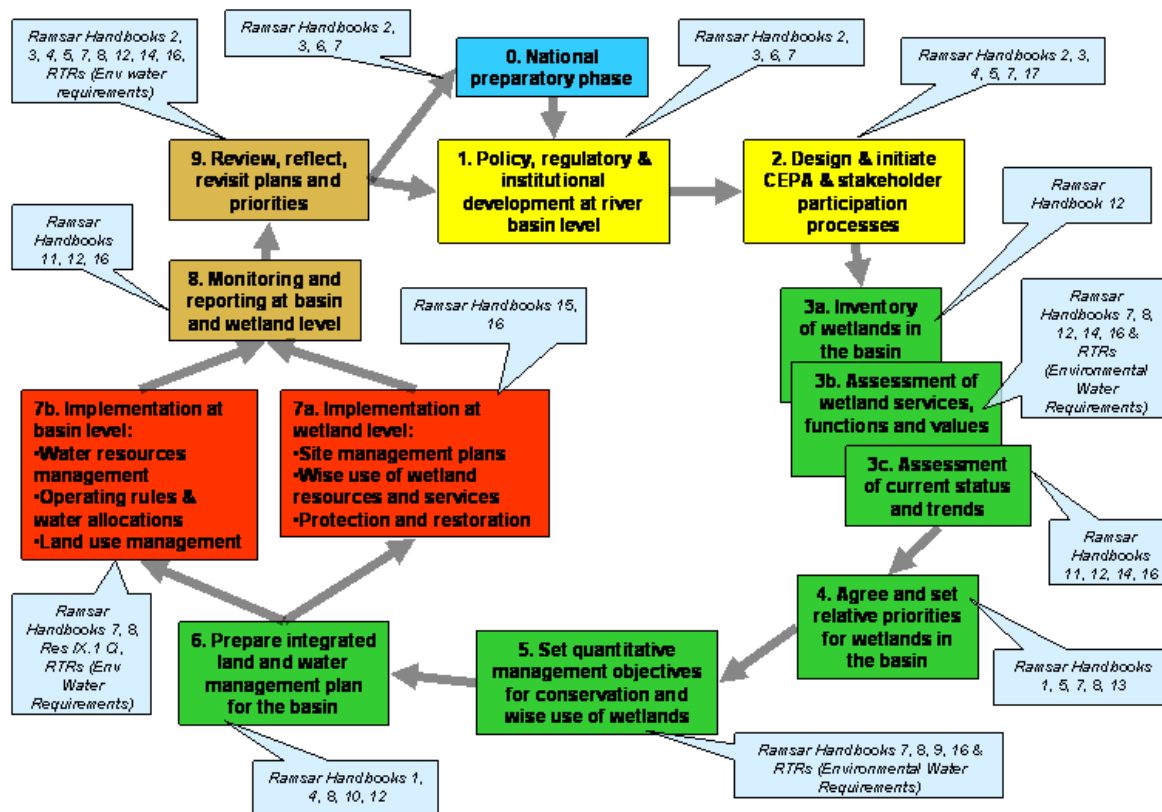 Ramsar Handbooks 2,
3, 4, 5, 7, 8, 12, 14, 16,
RTRs (Env water
requirements)
Ramsar Handbooks 2,
3, 6, 7
0. National
preparatory phase
Ramsar Handbooks 2,
3, 6, 7
Ramsar Handbooks 2, 3,
4, 5, 7, 17
9. Review, reflect,
revisit plans and
priorities
1. Policy, regulatory &
institutional
development at river
basin level
2. Design & initiate
CEPA & stakeholder
participation
processes
Ramsar
Handbook 12
Ramsar
Handbooks
11, 12, 16
8. Monitoring and
reporting at basin
and wetland level
Ramsar Handbooks 15,
16
3a. Inventory
of wetlands in
the basin
Ramsar
Handbooks 7, 8,
12, 14, 16 &
RTRs
(Environmental
Water
Requirements)
3b. Assessment of
wetland services,
functions and values
3c. Assessment
of current status
and trends
Ramsar
Handbooks
11, 12, 14, 16
7b. Implementation at
basin level:
•Water resources
management
•Operating rules &
water allocations
•Land use management
7a. Implementation at
wetland level:
•Site management plans
•Wise use of wetland
resources and services
•Protection and restoration
Ramsar
Handbooks 7, 8,
Res IX.1 Ci,
RTRs (Env
Water
Requirements)
6. Prepare integrated
land and water
management plan
for the basin
5. Set quantitative
management objectives
for conservation and
wise use of wetlands
4. Agree and set
relative priorities
for wetlands in
the basin
Ramsar Handbooks
1, 5, 7, 8, 13
Ramsar Handbooks 1,
4, 8, 10, 12
Ramsar Handbooks 7, 8, 9, 16 &
RTRs (Environmental Water
Requirements)